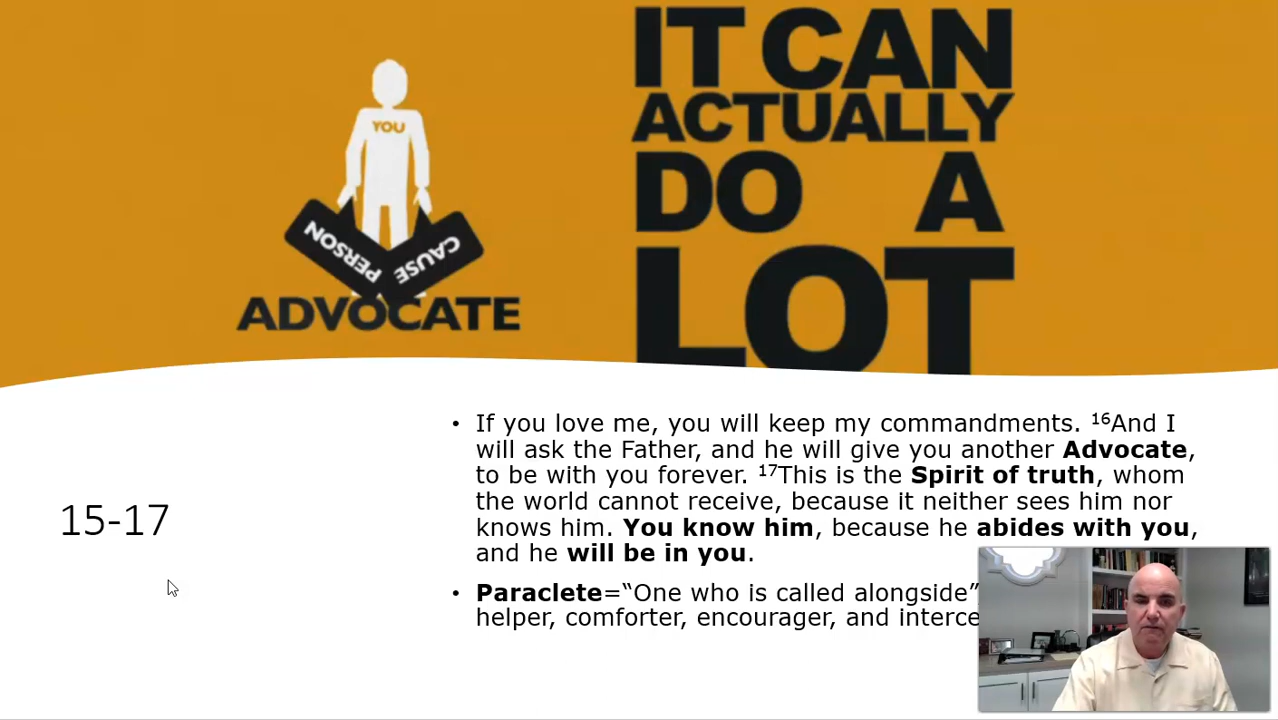 YOU
PERSON
CAUSE
ADVOCATE
IT CAN
ACTUALLY
DO A
LOT
15-17
• If you love me, you will keep my commandments. ¹⁶And I
will ask the Father, and he will give you another Advocate,
to be with you forever. ¹⁷This is the Spirit of truth, whom
the world cannot receive, because it neither sees him nor
knows him. You know him, because he abides with you,
and he will be in you.
• Paraclete=“One who is called alongside”
helper, comforter, encourager, and